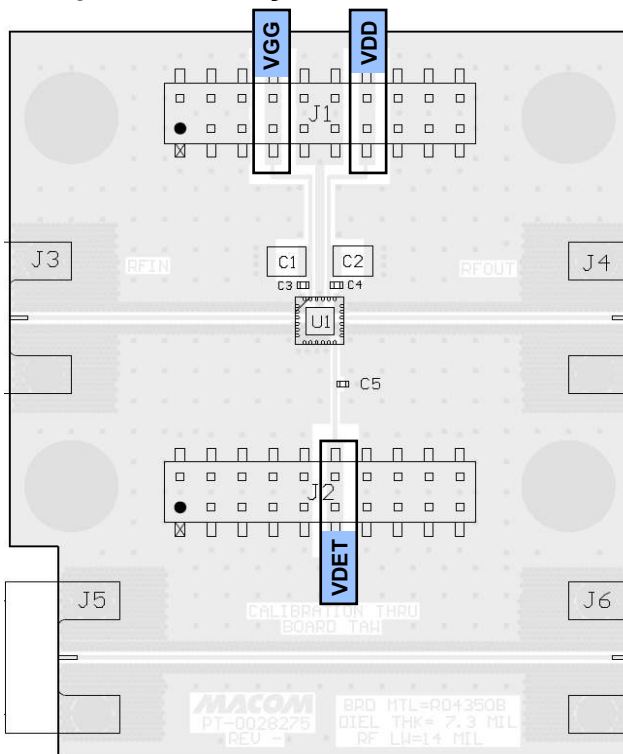 VGG
VDD
J1
J3
RFIN
C1
C2
RFOUT
J4
C3
C4
U1
C5
J2
VDET
J5
CALIBRATION THRU
BOARD TAW
J6
MACOM
PT-0028275
REV -
BRD MTL=RO4350B
DIEL THK= 7.3 MIL
RF LW=14 MIL